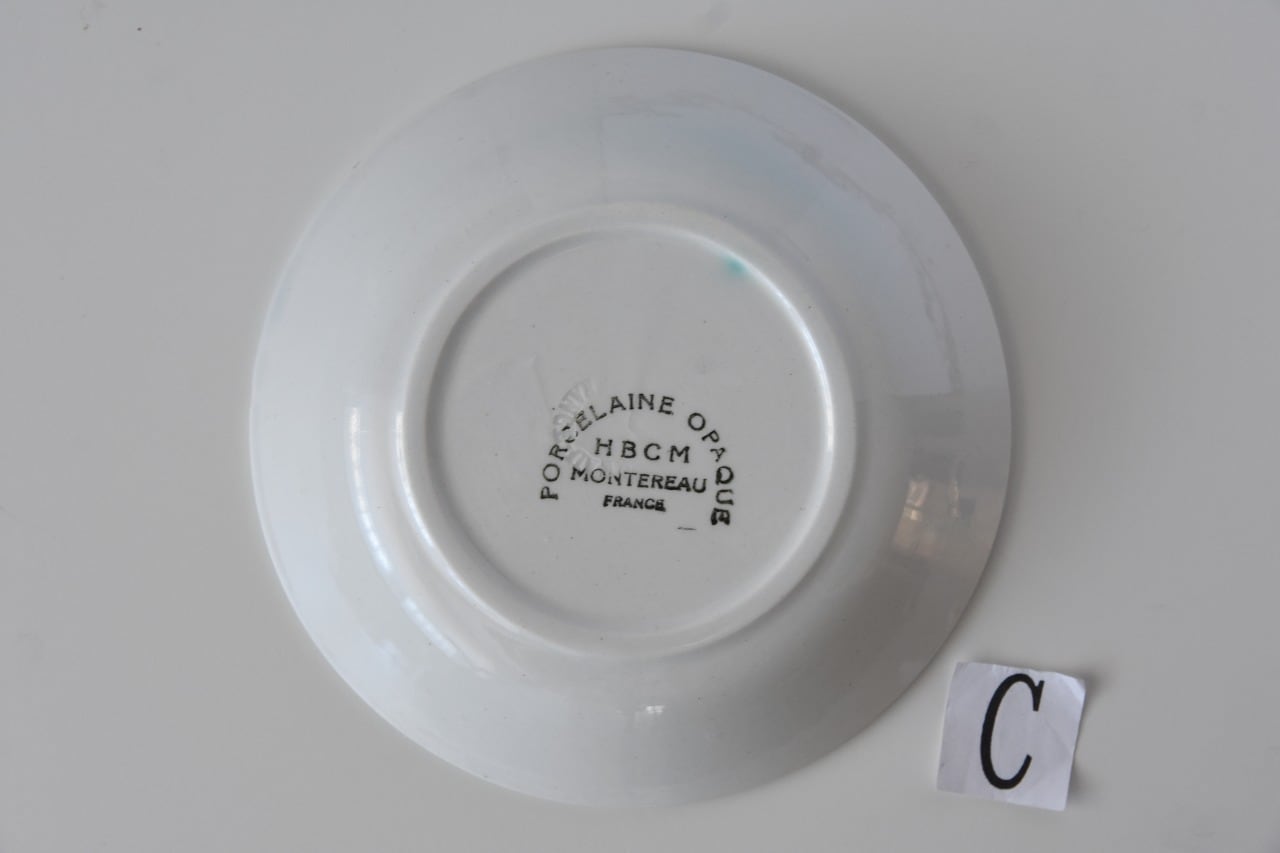 PORCELAINE OPAQUE
HBCM
MONTEREAU
FRANCE
C